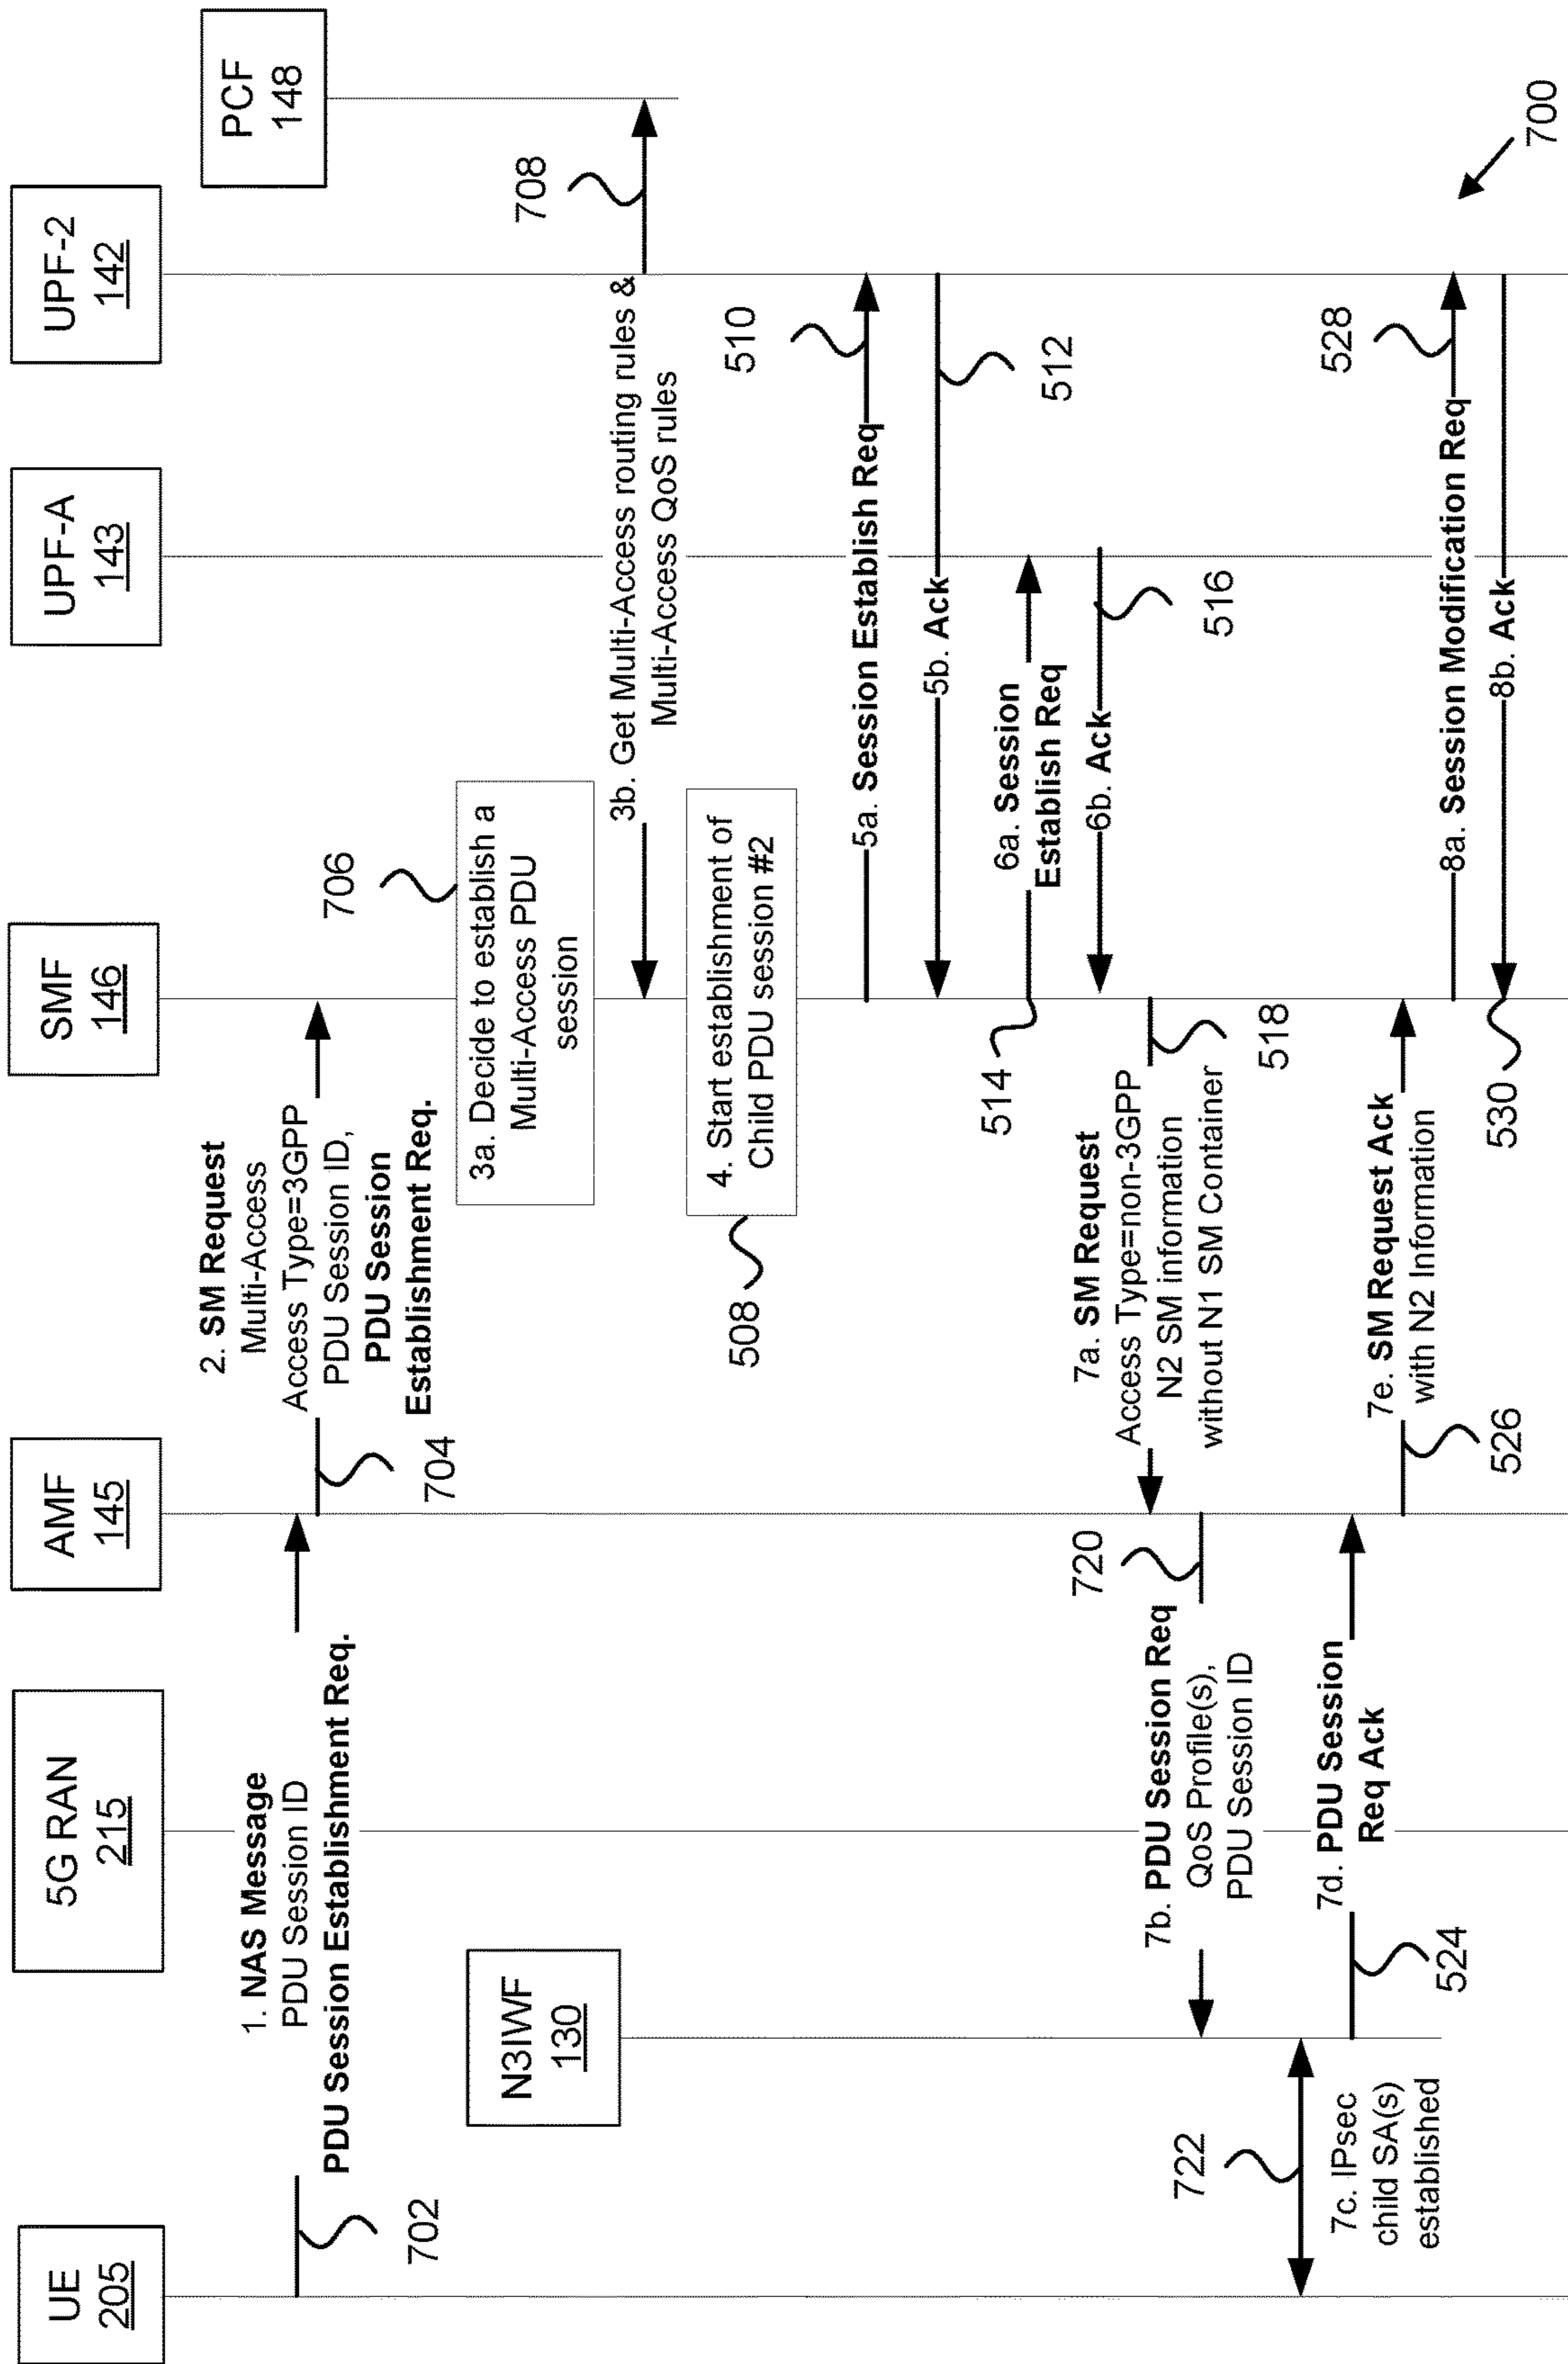 UE
205
5G RAN
215
AMF
145
SMF
146
UPF-A
143
UPF-2
142
N3IWF
130
PCF
148
1. NAS Message
PDU Session ID
PDU Session Establishment Req.
702
2. SM Request
Multi-Access
Access Type=3GPP
PDU Session ID,
PDU Session
Establishment Req.
704
706
3a. Decide to establish a
Multi-Access PDU
session
3b. Get Multi-Access routing rules &
Multi-Access QoS rules
708
4. Start establishment of
Child PDU session #2
508
5a. Session Establish Req
510
5b. Ack
512
6a. Session
Establish Req
514
6b. Ack
516
7a. SM Request
Access Type=non-3GPP
N2 SM information
without N1 SM Container
518
720
7b. PDU Session Req
QoS Profile(s),
PDU Session ID
722
7c. IPsec
child SA(s)
established
7d. PDU Session
Req Ack
524
7e. SM Request Ack
with N2 Information
526
8a. Session Modification Req
528
8b. Ack
530
700